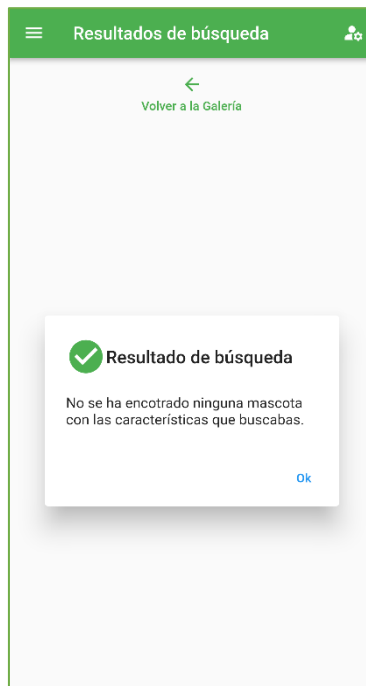 Resultados de búsqueda
Volver a la Galería
Resultado de búsqueda
No se ha encotrado ninguna mascota
con las características que buscabas.
Ok